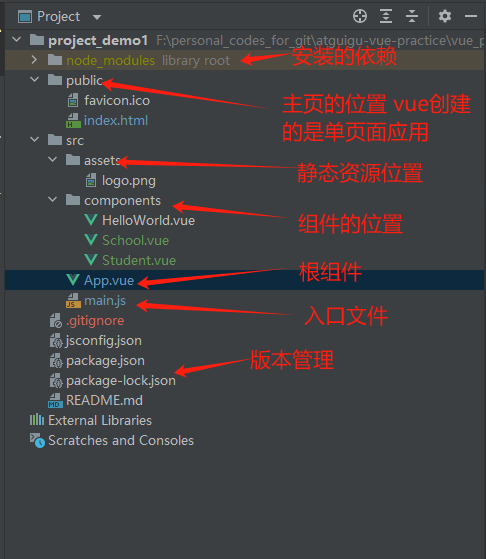 Project
project_demo1 F:\personal_codes_for_git\atguigu-vue-practice\vue_p
node_modules library root
安装的依赖
public
favicon.ico
主页的位置 vue创建
index.html
的是单页面应用
src
assets
静态资源位置
logo.png
components
HelloWorld.vue
组件的位置
School.vue
Student.vue
App.vue
根组件
main.js
入口文件
.gitignore
jsconfig.json
package.json
版本管理
package-lock.json
README.md
External Libraries
Scratches and Consoles